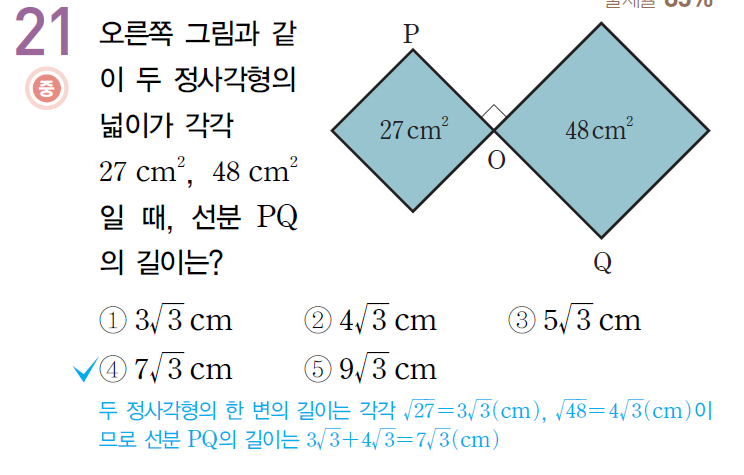 21
중
오른쪽 그림과 같
이 두 정사각형의
넓이가 각각
27 cm², 48 cm²
일 때, 선분 PQ
의 길이는?
P
27 cm²
48 cm²
O
Q
① 3√3 cm ② 4√3 cm ③ 5√3 cm
④ 7√3 cm ⑤ 9√3 cm
두 정사각형의 한 변의 길이는 각각 √27=3√3(cm), √48=4√3(cm)이
므로 선분 PQ의 길이는 3√3+4√3=7√3(cm)